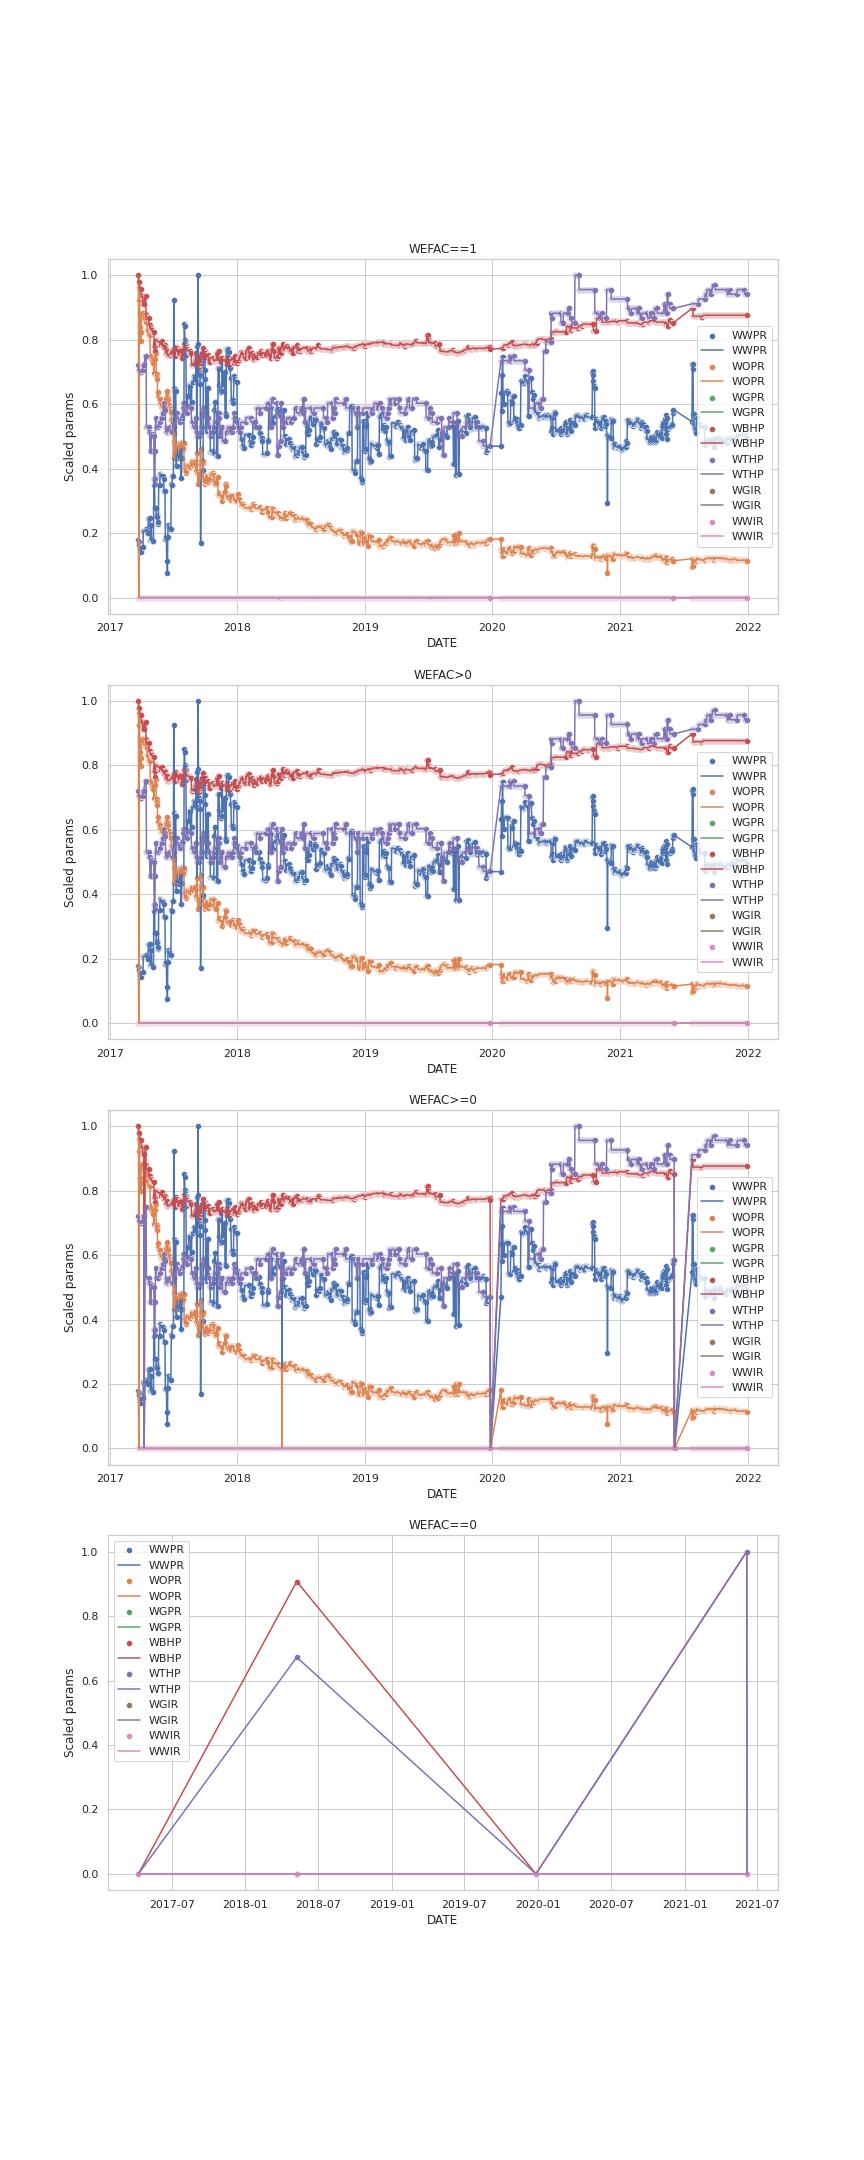 WEFAC==1
1.0
0.8
0.6
0.4
0.2
0.0
Scaled params
WWPR
WWPR
WOPR
WOPR
WGPR
WGPR
WBHP
WBHP
WTHP
WTHP
WGIR
WGIR
WWIR
WWIR
2017 2018 2019 2020 2021 2022
DATE
WEFAC>0
1.0
0.8
0.6
0.4
0.2
0.0
Scaled params
WWPR
WWPR
WOPR
WOPR
WGPR
WGPR
WBHP
WBHP
WTHP
WTHP
WGIR
WGIR
WWIR
WWIR
2017 2018 2019 2020 2021 2022
DATE
WEFAC>=0
1.0
0.8
0.6
0.4
0.2
0.0
Scaled params
WWPR
WWPR
WOPR
WOPR
WGPR
WGPR
WBHP
WBHP
WTHP
WTHP
WGIR
WGIR
WWIR
WWIR
2017 2018 2019 2020 2021 2022
DATE
WEFAC==0
1.0
0.8
0.6
0.4
0.2
0.0
Scaled params
WWPR
WWPR
WOPR
WOPR
WGPR
WGPR
WBHP
WBHP
WTHP
WTHP
WGIR
WGIR
WWIR
WWIR
2017-07 2018-01 2018-07 2019-01 2019-07 2020-01 2020-07 2021-01 2021-07
DATE